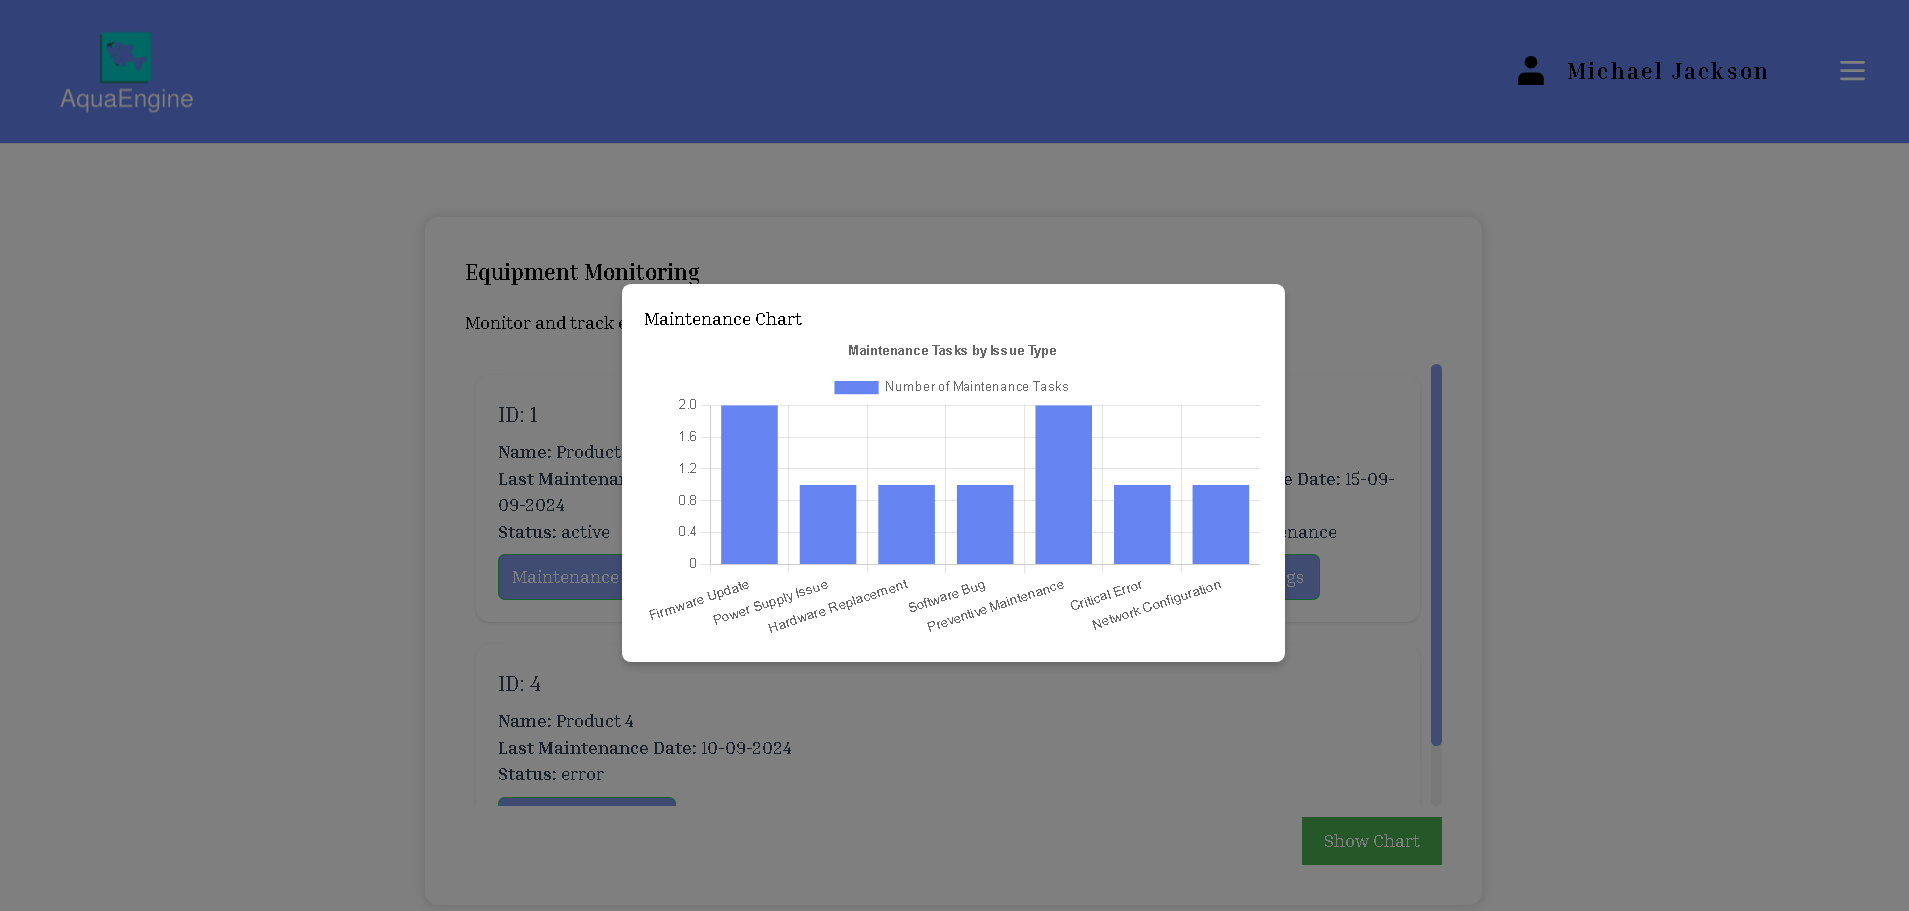 AquaEngine
Michael Jackson
Equipment Monitoring
Monitor and track
Maintenance Chart
Maintenance Tasks by Issue Type
Number of Maintenance Tasks
2.0
1.6
1.2
0.8
0.4
0
Firmware Update
Power Supply Issue
Hardware Replacement
Software Bug
Preventive Maintenance
Critical Error
Network Configuration
ID: 1
Name: Product
Last
09-2024
Status: active
Maintenance
Date: 15-09-
ID: 4
Name: Product 4
Last Maintenance Date: 10-09-2024
Status: error
Show Chart